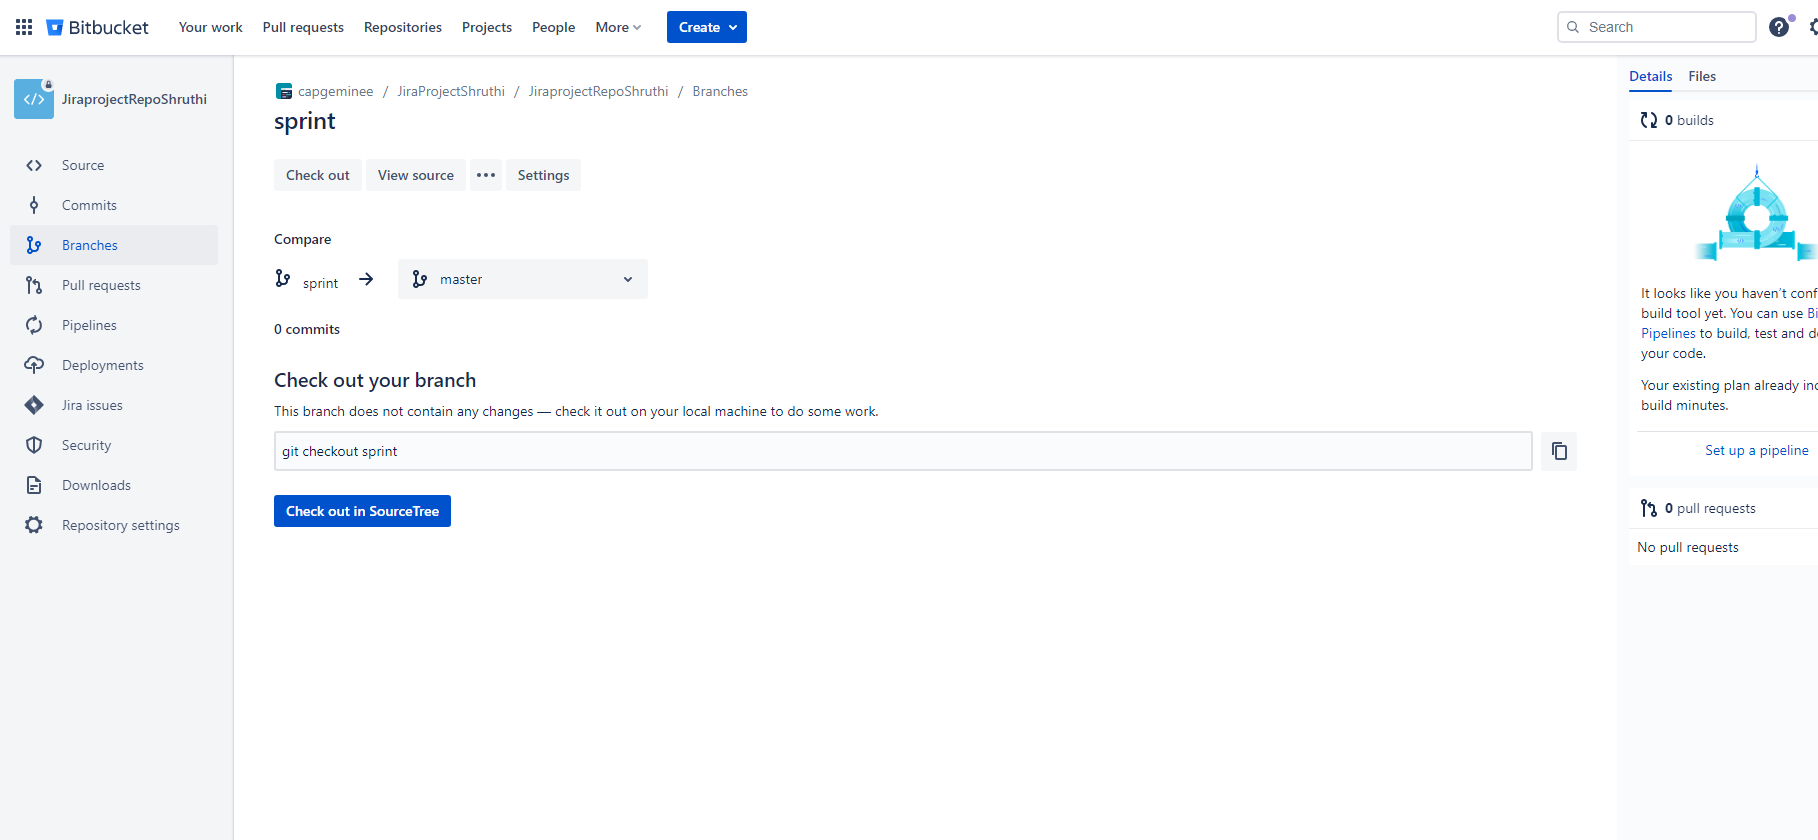 Bitbucket
Your work
Pull requests
Repositories
Projects
People
More
Create
Search
JiraprojectRepoShruthi
Source
Commits
Branches
Pull requests
Pipelines
Deployments
Jira issues
Security
Downloads
Repository settings
capgeminee / JiraProjectShruthi / JiraprojectRepoShruthi / Branches
sprint
Check out
View source
Settings
Compare
sprint
master
0 commits
Check out your branch
This branch does not contain any changes — check it out on your local machine to do some work.
git checkout sprint
Check out in SourceTree
Details
Files
0 builds
It looks like you haven't conf
build tool yet. You can use Bi
Pipelines to build, test and d
your code.
Your existing plan already inc
build minutes.
Set up a pipeline
0 pull requests
No pull requests